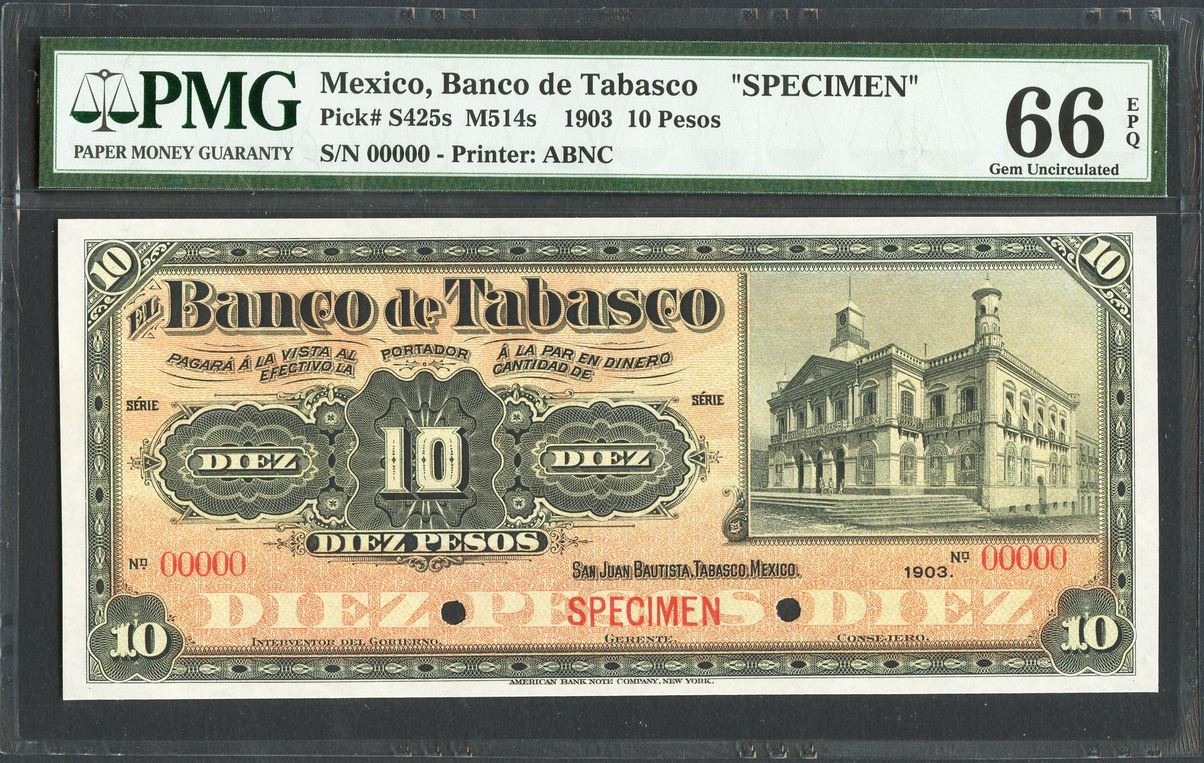 PMG
PAPER MONEY GUARANTY
Mexico, Banco de Tabasco "SPECIMEN"
Pick# S425s M514s 1903 10 Pesos
S/N 00000 - Printer: ABNC
66
EPQ
Gem Uncirculated
10
10
EL Banco de Tabasco
PAGARÁ Á LA VISTA AL PORTADOR Á LA PAR EN DINERO
EFECTIVO LA CANTIDAD DE
SÉRIE
SÉRIE
DIEZ
10
DIEZ
DIEZ PESOS
No 00000
No 00000
SAN JUAN BAUTISTA, TABASCO, MEXICO, 1903.
DIEZ PESOS DIEZ
SPECIMEN
10
10
INTERVENTOR DEL GOBIERNO.
GERENTE.
CONSEJERO.
AMERICAN BANK NOTE COMPANY, NEW YORK.